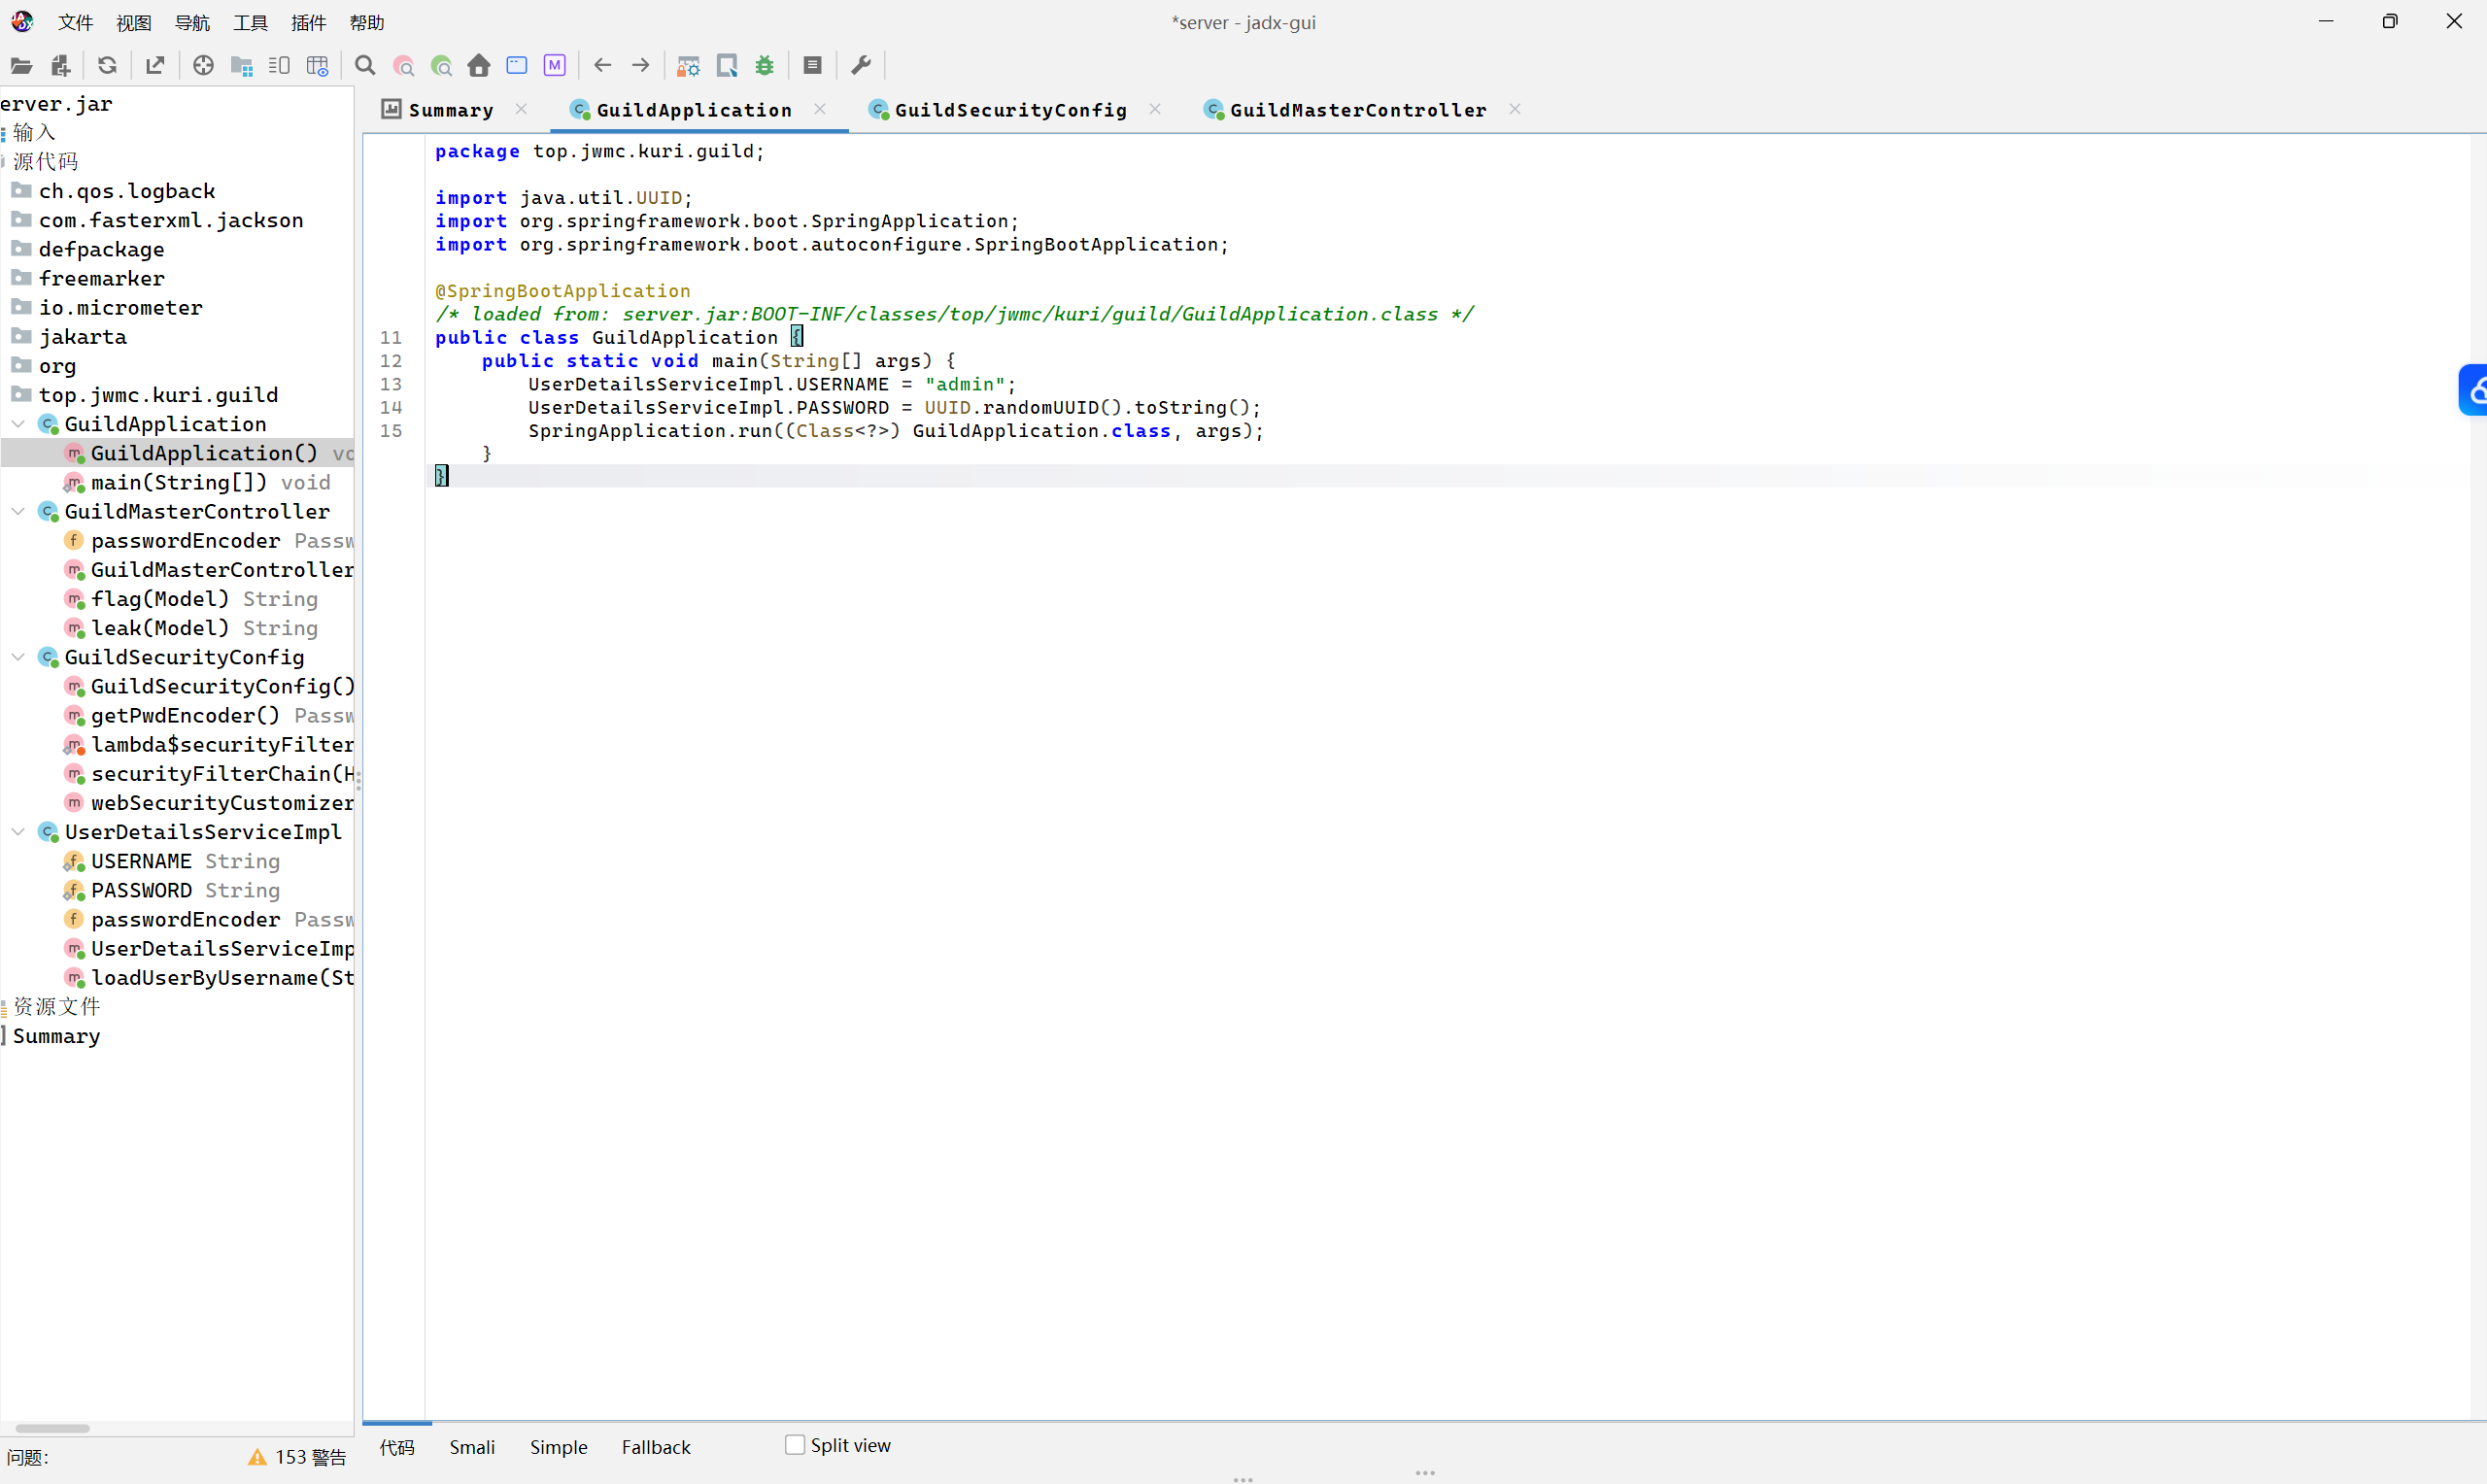 文件 视图 导航 工具 插件 帮助
*server - jadx-gui
erver.jar
输入
源代码
ch.qos.logback
com.fasterxml.jackson
defpackage
freemarker
io.micrometer
jakarta
org
top.jwmc.kuri.guild
GuildApplication
GuildApplication() vo
main(String[]) void
GuildMasterController
passwordEncoder Passw
GuildMasterController
flag(Model) String
leak(Model) String
GuildSecurityConfig
GuildSecurityConfig()
getPwdEncoder() Passw
lambda$securityFilter
securityFilterChain(H
webSecurityCustomizer
UserDetailsServiceImpl
USERNAME String
PASSWORD String
passwordEncoder Passw
UserDetailsServiceImp
loadUserByUsername(St
资源文件
Summary
问题: 153 警告
Summary GuildApplication GuildSecurityConfig GuildMasterController
package top.jwmc.kuri.guild;
import java.util.UUID;
import org.springframework.boot.SpringApplication;
import org.springframework.boot.autoconfigure.SpringBootApplication;
@SpringBootApplication
/* loaded from: server.jar:BOOT-INF/classes/top/jwmc/kuri/guild/GuildApplication.class */
11 public class GuildApplication {
12 public static void main(String[] args) {
13 UserDetailsServiceImpl.USERNAME = "admin";
14 UserDetailsServiceImpl.PASSWORD = UUID.randomUUID().toString();
15 SpringApplication.run((Class<?>) GuildApplication.class, args);
}
}
代码 Smali Simple Fallback Split view